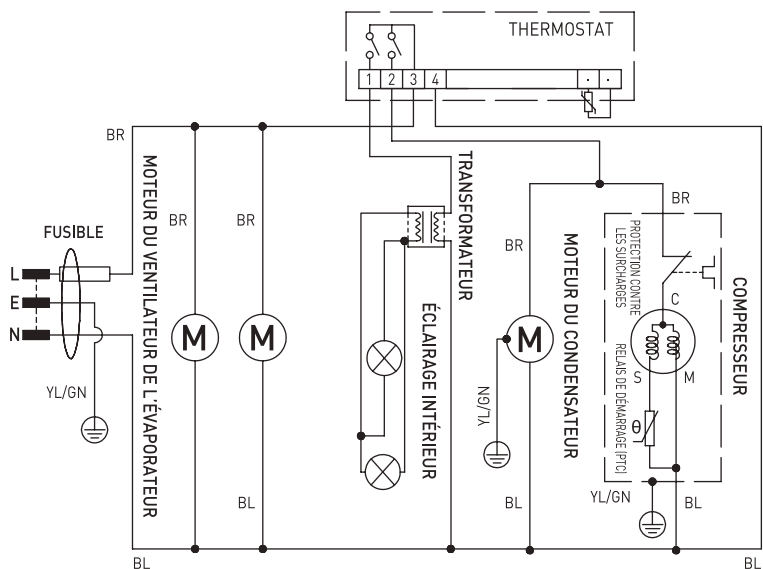 THERMOSTAT
1 2 3 4
BR
FUSIBLE
L
E
N
YL/GN
MOTEUR DU VENTILATEUR DE L'ÉVAPORATEUR
BR
M
BL
BR
M
BL
TRANSFORMATEUR
ÉCLAIRAGE INTÉRIEUR
BR
M
YL/GN
BL
MOTEUR DU CONDENSATEUR
BR
PROTECTION CONTRE
LES SURCHARGES
C
S
M
RELAIS DE DÉMARRAGE (PTC)
θ
COMPRESSEUR
YL/GN
BL
BL
BL